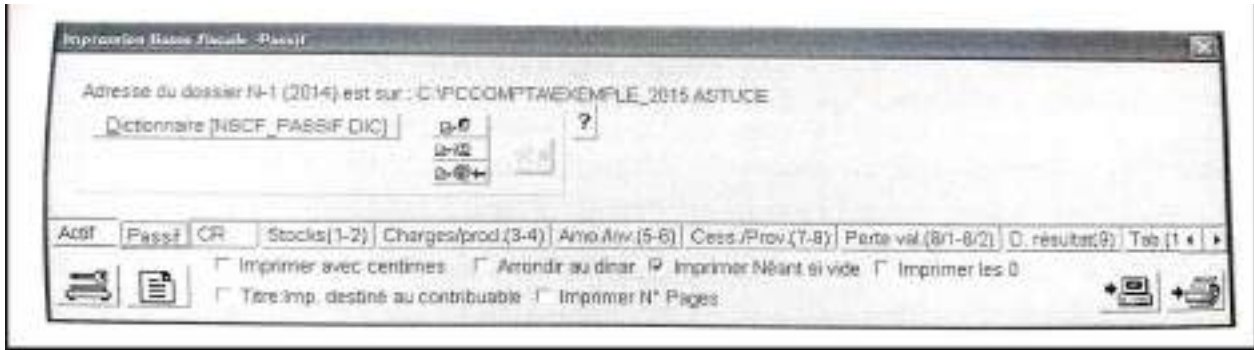 Impression liasse fiscale -Passif
Adresse du dossier N-1 (2014) est sur : C:\PCCOMPTA\EXEMPLE_2015 ASTUCE
Dictionnaire [NSCF_PASSIF.DIC]
?
Actif Passif CR Stocks(1-2) Charges/prod.(3-4) Amo./Inv.(5-6) Cess./Prov.(7-8) Perte val.(8/1-8/2) D. résultat(9) Tab.(1
Imprimer avec centimes Arrondir au dinar Imprimer Néant si vide Imprimer les 0
Titre:Imp. destiné au contribuable Imprimer N° Pages